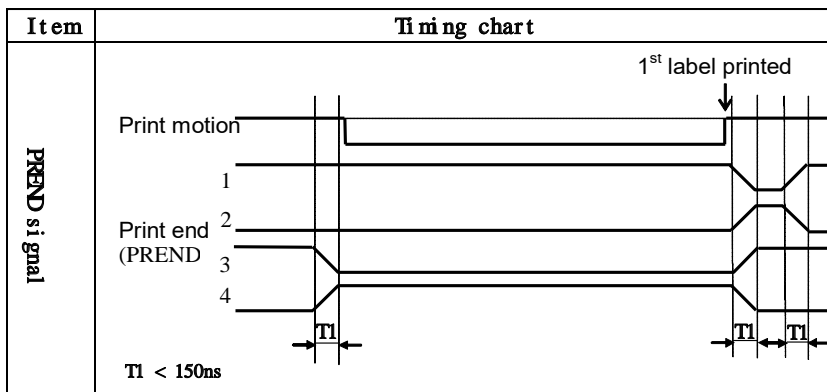 Item Timing chart
1st label printed
Print motion
1
2
Print end
(PREND
3
4
PREND signal
T1 T1 T1
T1 < 150ns